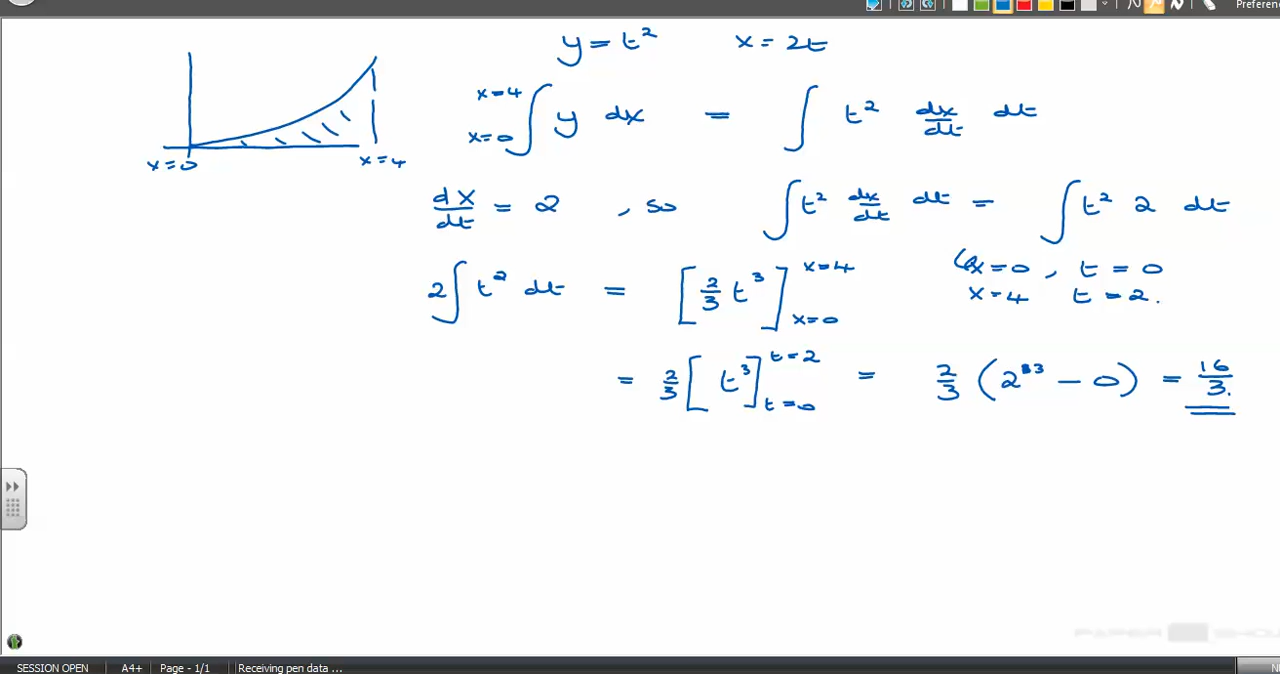 Preferen
y = t² x = 2t
x=4 ∫ x=0 y dx = ∫ t² dx/dt dt
x=0 x=4
dx/dt = 2 , so ∫ t² dx/dt dt = ∫ t² 2 dt
2∫ t² dt = [2/3 t³] x=4 x=0
x=0 , t = 0
x=4 t = 2.
= 2/3 [t³] t=2 t=0 = 2/3 (2³ − 0) = 16/3.
SESSION OPEN A4+ Page - 1/1 Receiving pen data ...